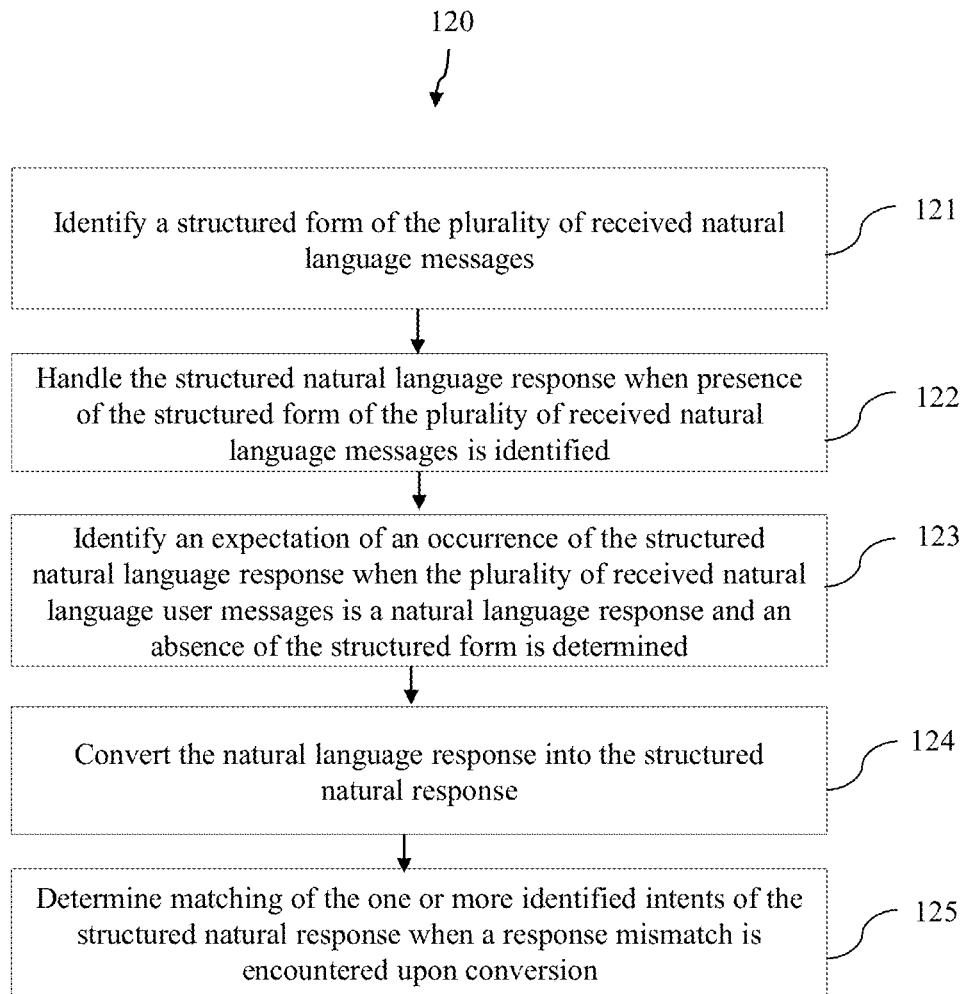 120
Identify a structured form of the plurality of received natural
language messages
121
Handle the structured natural language response when presence
of the structured form of the plurality of received natural
language messages is identified
122
Identify an expectation of an occurrence of the structured
natural language response when the plurality of received natural
language user messages is a natural language response and an
absence of the structured form is determined
123
Convert the natural language response into the structured
natural response
124
Determine matching of the one or more identified intents of the
structured natural response when a response mismatch is
encountered upon conversion
125